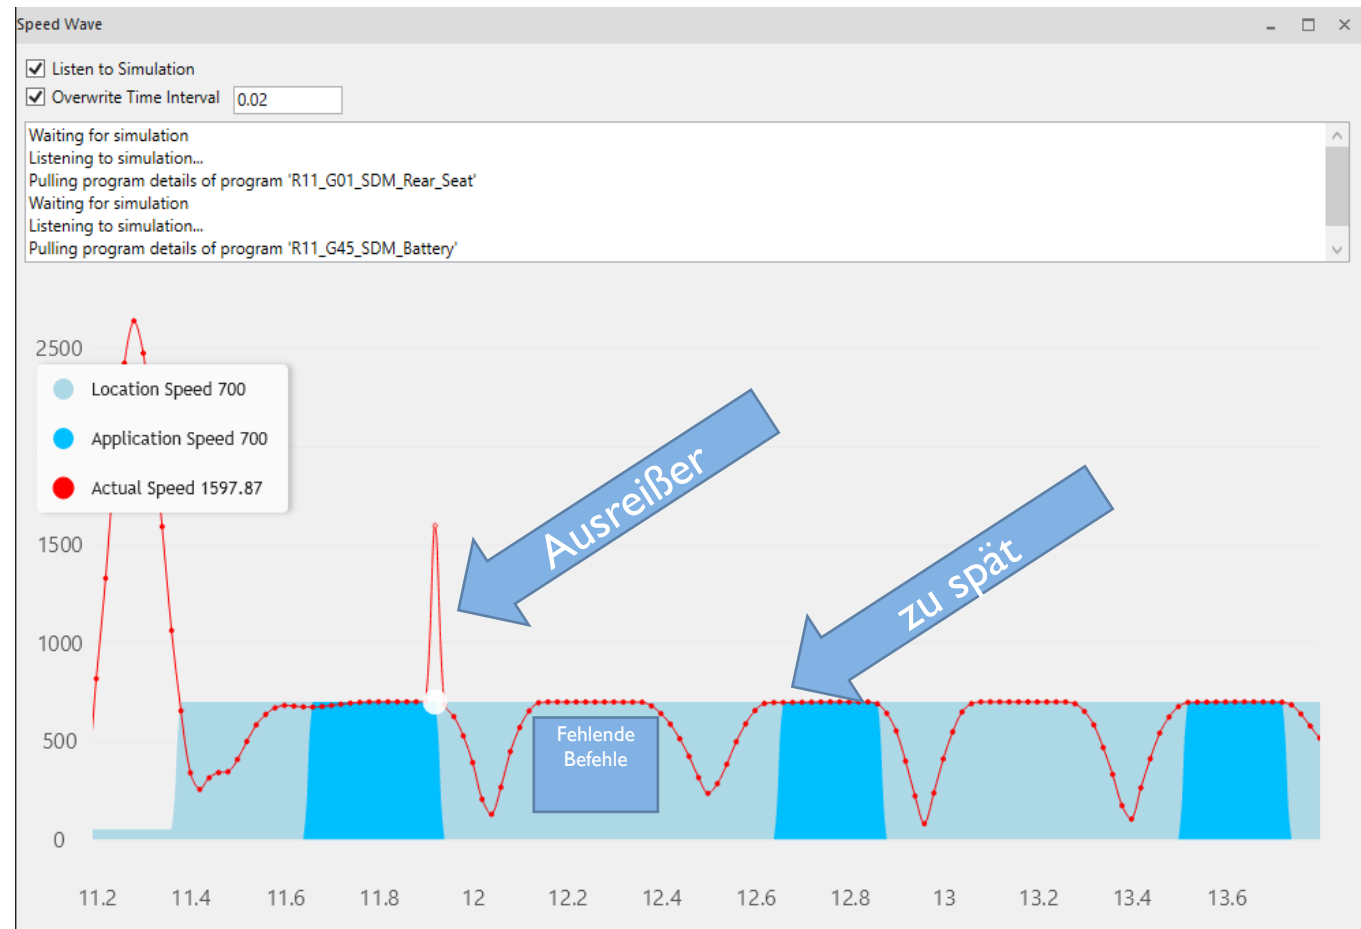 Speed Wave
Listen to Simulation
Overwrite Time Interval 0.02
Waiting for simulation
Listening to simulation...
Pulling program details of program 'R11_G01_SDM_Rear_Seat'
Waiting for simulation
Listening to simulation...
Pulling program details of program 'R11_G45_SDM_Battery'
2500
Location Speed 700
Application Speed 700
Actual Speed 1597.87
Ausreißer
zu spät
1500
1000
500
Fehlende
Befehle
0
11.2 11.4 11.6 11.8 12 12.2 12.4 12.6 12.8 13 13.2 13.4 13.6